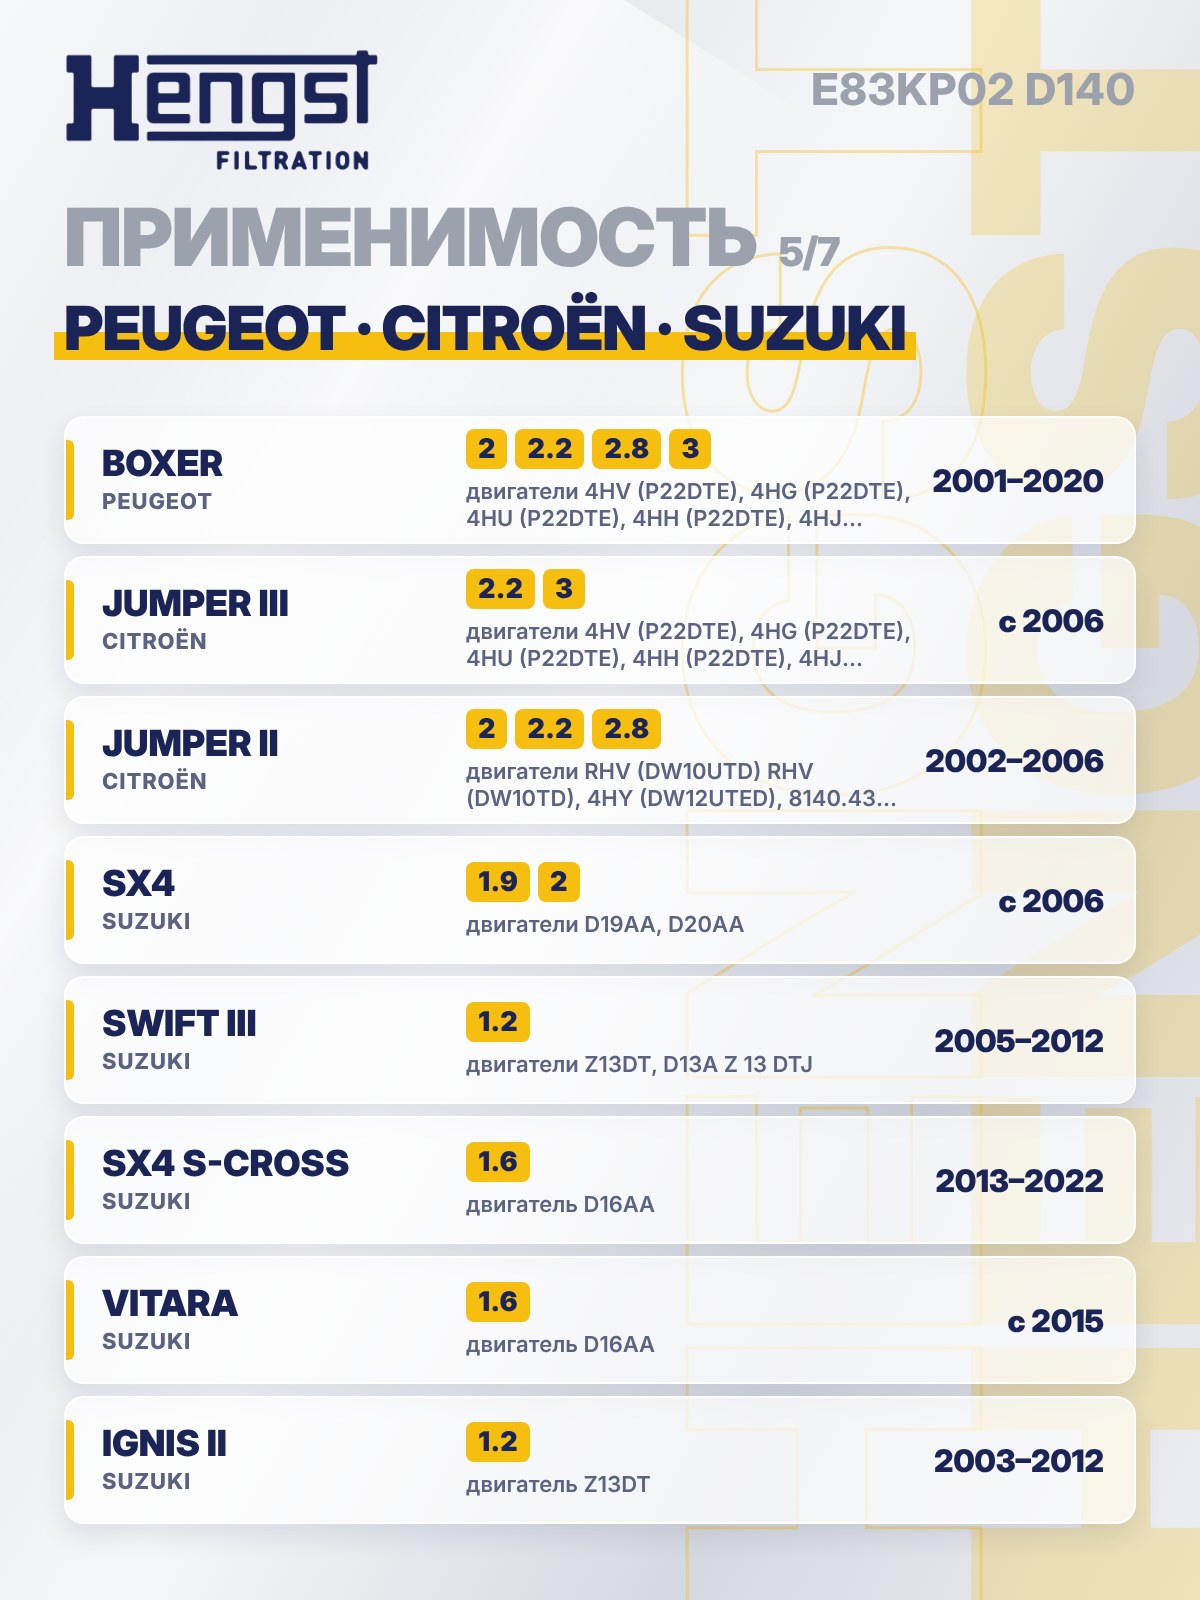 Hengst
FILTRATION
E83KP02 D140
ПРИМЕНИМОСТЬ 5/7
PEUGEOT · CITROËN · SUZUKI
BOXER
PEUGEOT
2 2.2 2.8 3
двигатели 4HV (P22DTE), 4HG (P22DTE),
4HU (P22DTE), 4HH (P22DTE), 4HJ...
2001–2020
JUMPER III
CITROËN
2.2 3
двигатели 4HV (P22DTE), 4HG (P22DTE),
4HU (P22DTE), 4HH (P22DTE), 4HJ...
с 2006
JUMPER II
CITROËN
2 2.2 2.8
двигатели RHV (DW10UTD) RHV
(DW10TD), 4HY (DW12UTED), 8140.43...
2002–2006
SX4
SUZUKI
1.9 2
двигатели D19AA, D20AA
с 2006
SWIFT III
SUZUKI
1.2
двигатели Z13DT, D13A Z 13 DTJ
2005–2012
SX4 S-CROSS
SUZUKI
1.6
двигатель D16AA
2013–2022
VITARA
SUZUKI
1.6
двигатель D16AA
с 2015
IGNIS II
SUZUKI
1.2
двигатель Z13DT
2003–2012
HENGST
HENGST